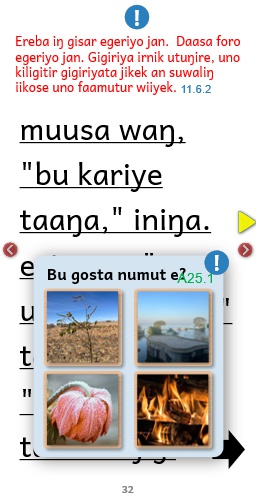 !
Ereba iŋ gisar egeriyo jan. Daasa foro
egeriyo jan. Gigiriya irnik utuŋire, uno
kiligitir gigiriyata jikek an suwaliŋ
iikose uno faamutur wiiyek. 11.6.2
muusa waŋ,
"bu kariye
taaŋa," iniŋa.
!
Bu gosta numut e?
A25.1
32